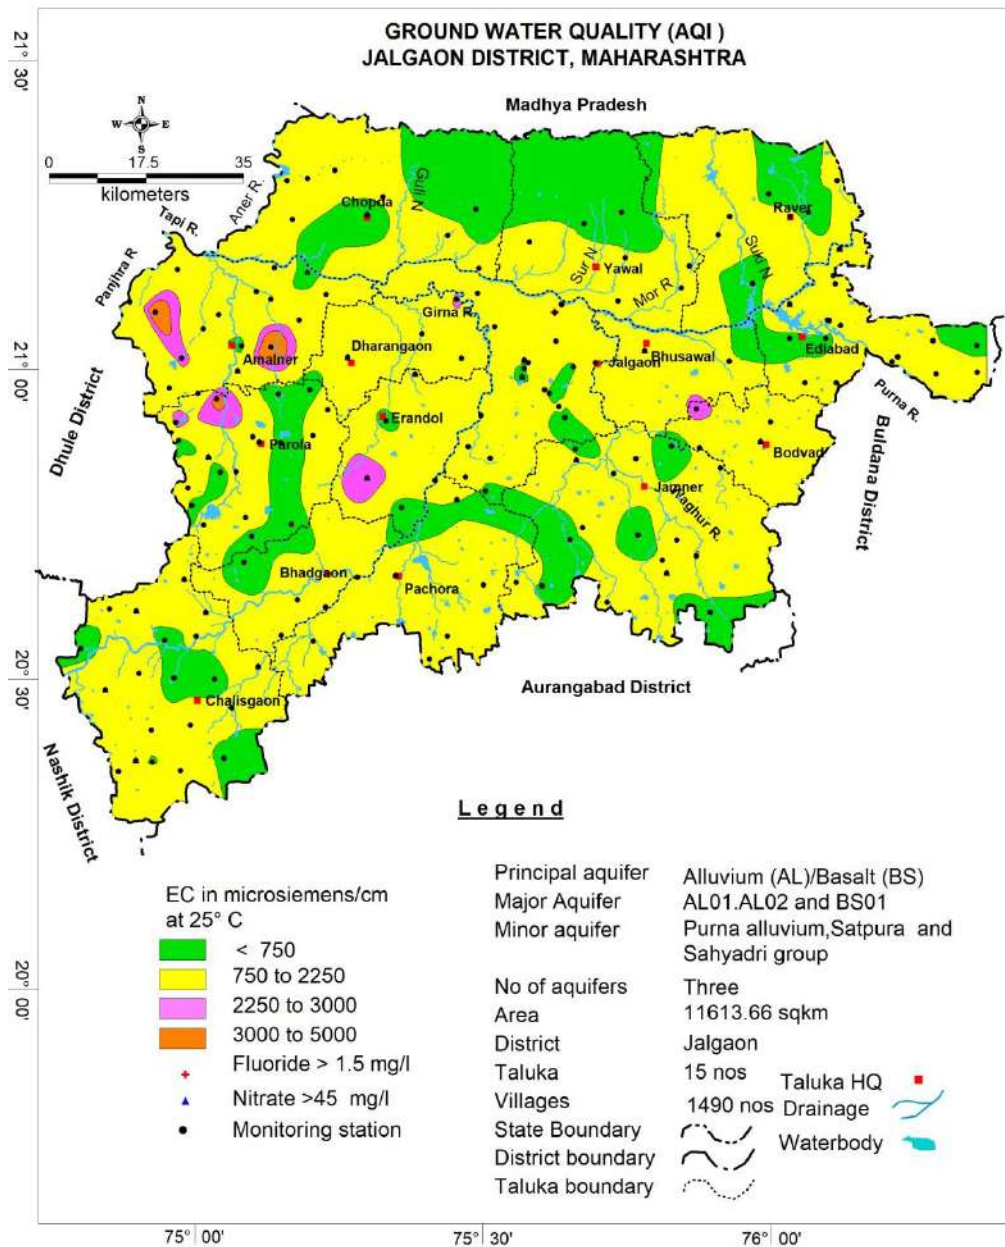 GROUND WATER QUALITY (AQI )
JALGAON DISTRICT, MAHARASHTRA
21° 30'
Madhya Pradesh
N
W E
S
0 17.5 35
kilometers
Aner R.
Tapi R.
Panjhra R.
Chopda
Guli N
Raver
Suki N
Sur N
Yawal
Mor R.
Girna R.
Amalner
Dharangaon
Jalgaon
Bhusawal
Edlabad
21° 00'
Purna R.
Dhule District
Erandol
Parola
Bodvad
Buldana District
Jamner
Waghur R.
Bhadgaon
Pachora
20° 30'
Aurangabad District
Chalisgaon
Nashik District
Legend
EC in microsiemens/cm
at 25° C
< 750
750 to 2250
2250 to 3000
3000 to 5000
Fluoride > 1.5 mg/l
Nitrate >45 mg/l
Monitoring station
Principal aquifer Alluvium (AL)/Basalt (BS)
Major Aquifer AL01.AL02 and BS01
Minor aquifer Purna alluvium,Satpura and
Sahyadri group
No of aquifers Three
Area 11613.66 sqkm
District Jalgaon
Taluka 15 nos
Villages 1490 nos
State Boundary
District boundary
Taluka boundary
Taluka HQ
Drainage
Waterbody
20° 00'
75° 00' 75° 30' 76° 00'